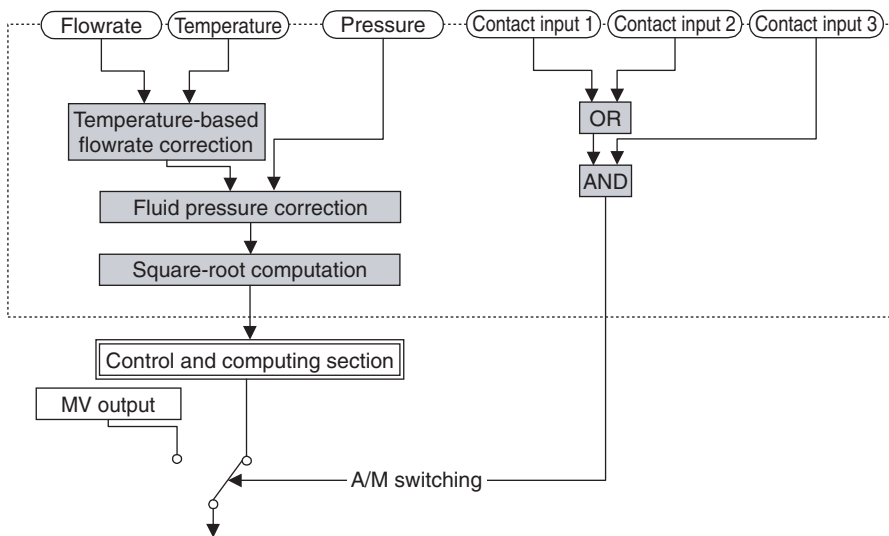 Flowrate
Temperature
Pressure
Contact input 1
Contact input 2
Contact input 3
Temperature-based
flowrate correction
OR
AND
Fluid pressure correction
Square-root computation
Control and computing section
MV output
A/M switching